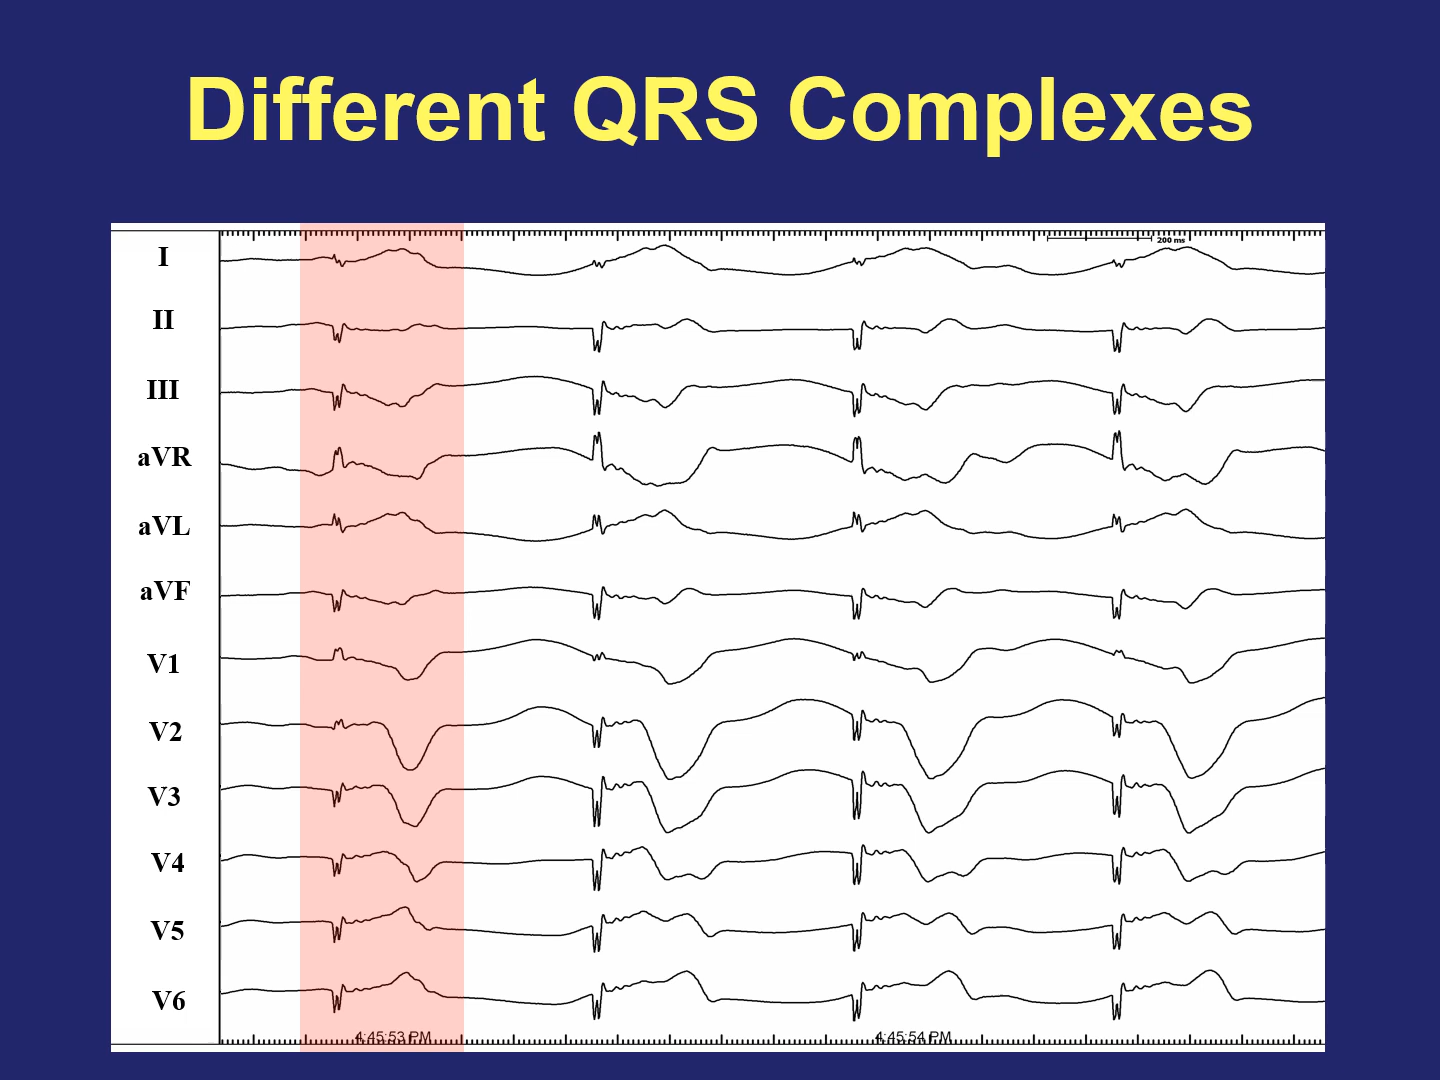 Different QRS Complexes
200 ms
I
II
III
aVR
aVL
aVF
V1
V2
V3
V4
V5
V6
4:45:53 PM
4:45:54 PM